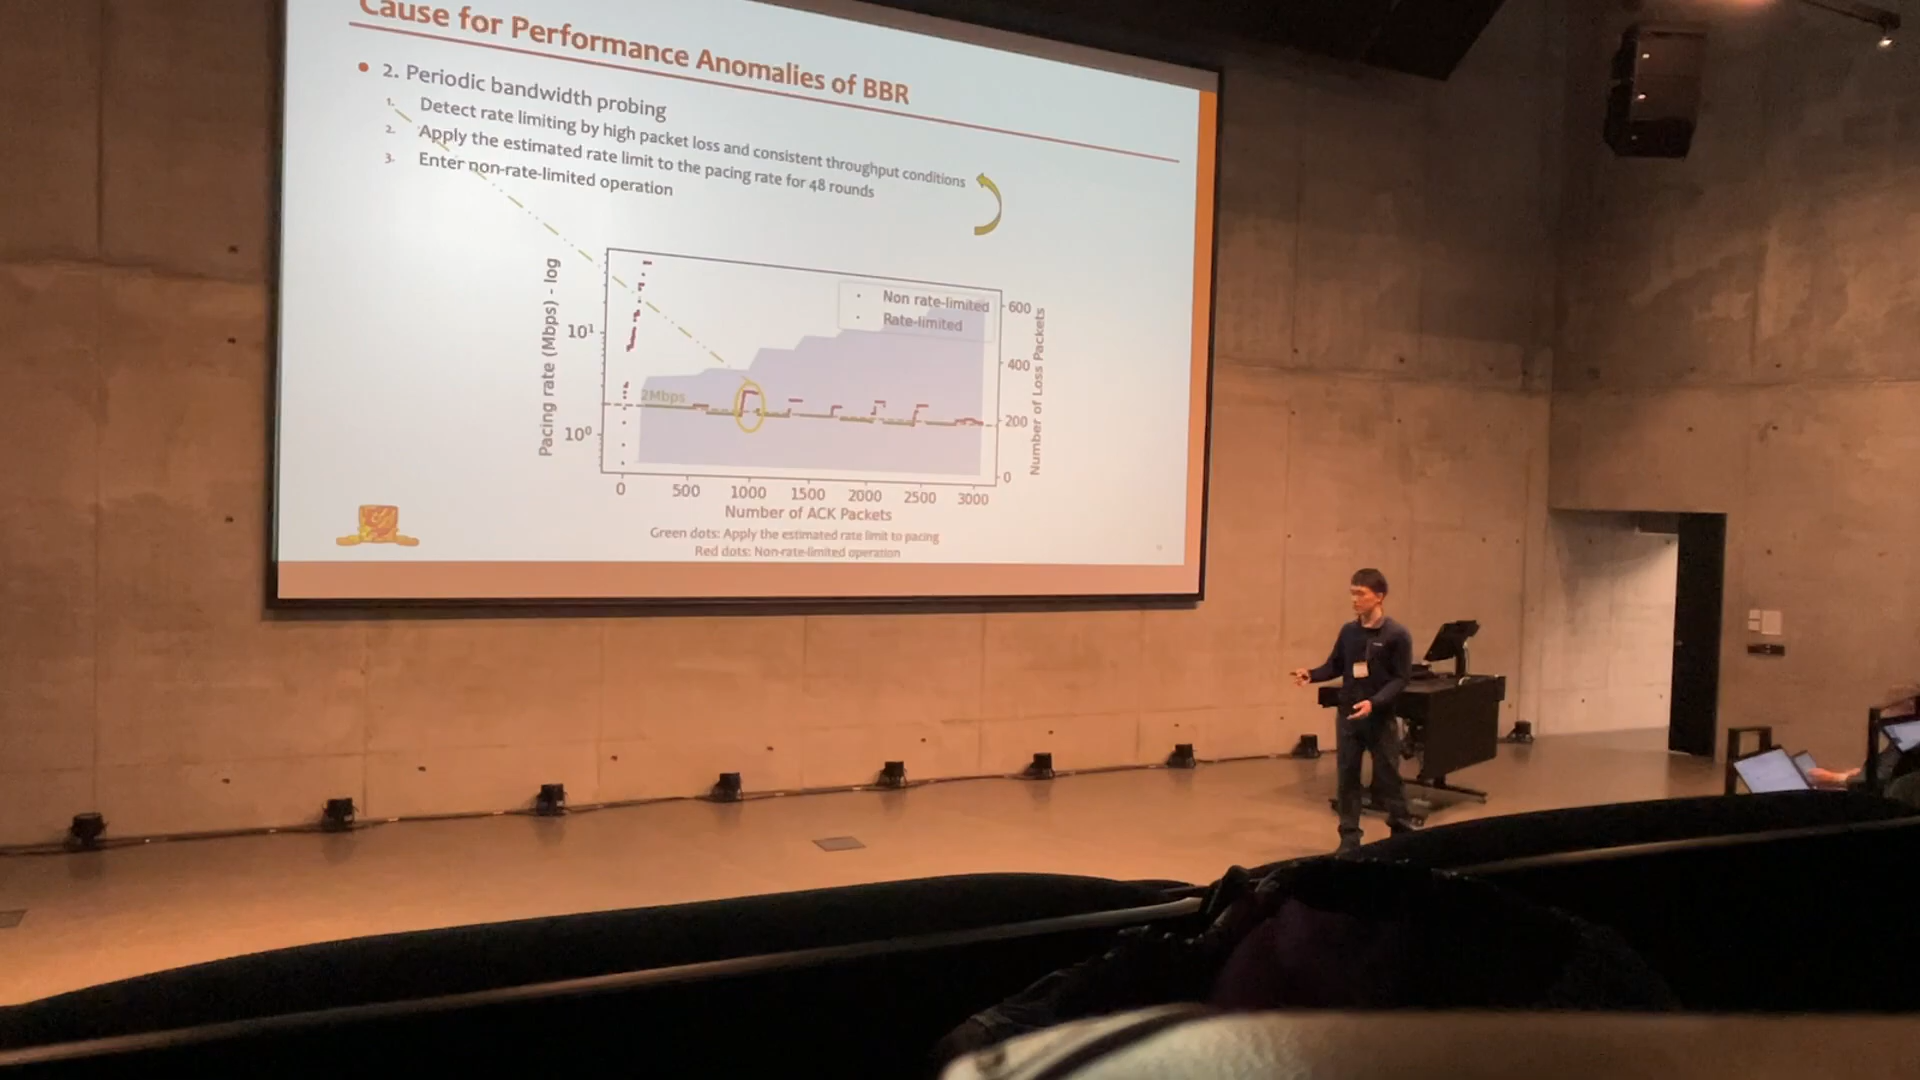 Cause for Performance Anomalies of BBR
• 2. Periodic bandwidth probing
1. Detect rate limiting by high packet loss and consistent throughput conditions
2. Apply the estimated rate limit to the pacing rate for 48 rounds
3. Enter non-rate-limited operation
Pacing rate (Mbps) - log
10¹
10⁰
2Mbps
Non rate-limited
Rate-limited
600
400
200
0
Number of Loss Packets
0 500 1000 1500 2000 2500 3000
Number of ACK Packets
Green dots: Apply the estimated rate limit to pacing
Red dots: Non-rate-limited operation